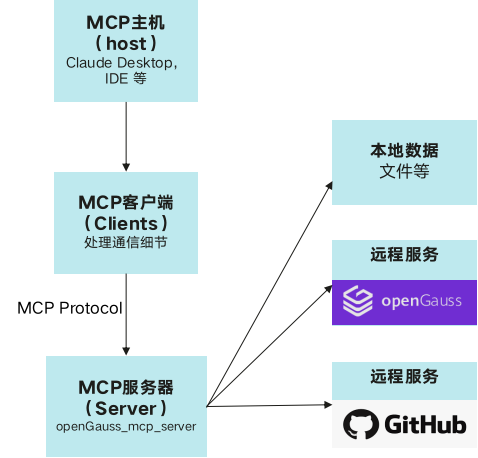 MCP主机
（host）
Claude Desktop,
IDE 等
MCP客户端
（Clients）
处理通信细节
MCP Protocol
MCP服务器
（Server）
openGauss_mcp_server
本地数据
文件等
远程服务
openGauss
远程服务
GitHub